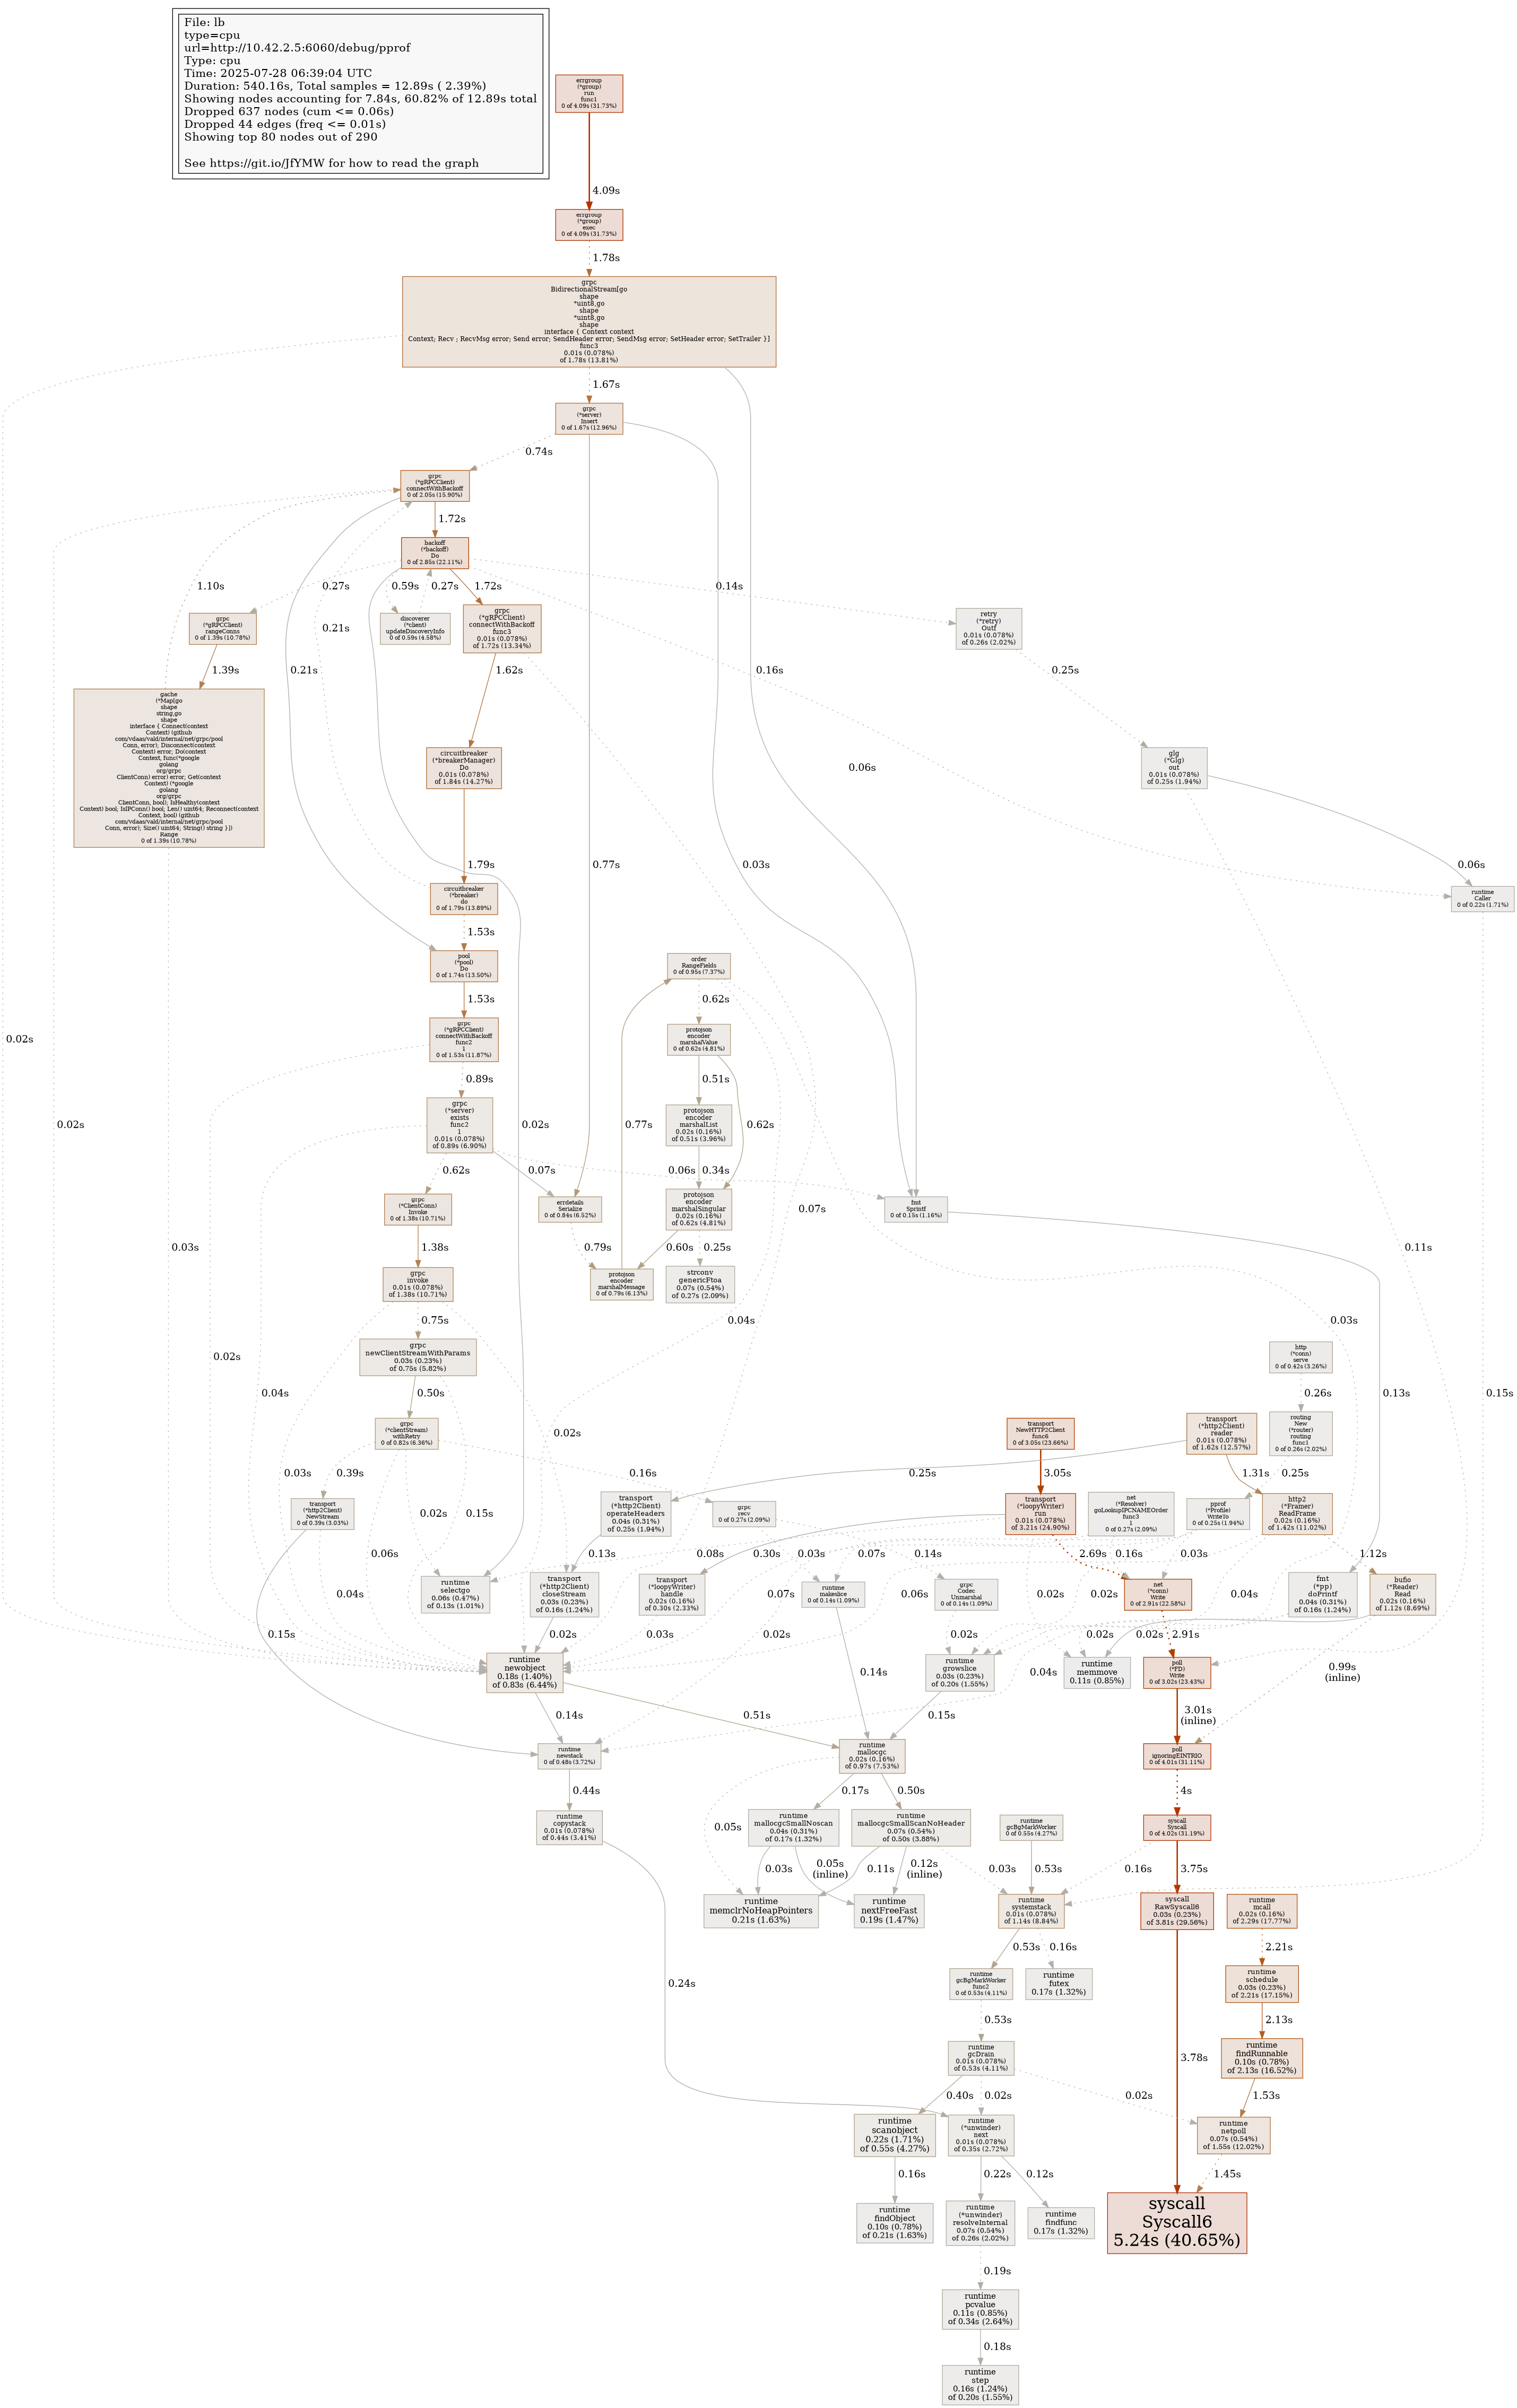 File: lb
type=cpu
url=http://10.42.2.5:6060/debug/pprof
Type: cpu
Time: 2025-07-28 06:39:04 UTC
Duration: 540.16s, Total samples = 12.89s ( 2.39%)
Showing nodes accounting for 7.84s, 60.82% of 12.89s total
Dropped 637 nodes (cum <= 0.06s)
Dropped 44 edges (freq <= 0.01s)
Showing top 80 nodes out of 290
See https://git.io/JfYMW for how to read the graph
errgroup
(*group)
run
func1
0 of 4.09s (31.73%)
4.09s
errgroup
(*group)
exec
0 of 4.09s (31.73%)
1.78s
grpc
BidirectionalStream[go
shape
*uint8,go
shape
*uint8,go
shape
interface { Context context
Context; Recv ; RecvMsg error; Send error; SendHeader error; SendMsg error; SetHeader error; SetTrailer }]
func3
0.01s (0.078%)
of 1.78s (13.81%)
1.67s
grpc
(*server)
Insert
0 of 1.67s (12.96%)
0.74s
grpc
(*gRPCClient)
connectWithBackoff
0 of 2.05s (15.90%)
1.72s
backoff
(*backoff)
Do
0 of 2.85s (22.11%)
1.10s
0.27s
0.59s
0.27s
1.72s
0.14s
grpc
(*gRPCClient)
rangeConns
0 of 1.39s (10.78%)
discoverer
(*client)
updateDiscoveryInfo
0 of 0.59s (4.58%)
grpc
(*gRPCClient)
connectWithBackoff
func3
0.01s (0.078%)
of 1.72s (13.34%)
retry
(*retry)
Outf
0.01s (0.078%)
of 0.26s (2.02%)
0.21s
1.39s
0.21s
1.62s
0.16s
0.25s
gache
(*Map[go
shape
string,go
shape
interface { Connect(context
Context) (github
com/vdaas/vald/internal/net/grpc/pool
Conn, error); Disconnect(context
Context) error; Do(context
Context, func(*google
golang
org/grpc
ClientConn) error) error; Get(context
Context) (*google
golang
org/grpc
ClientConn, bool); IsHealthy(context
Context) bool; IsIPConn() bool; Len() uint64; Reconnect(context
Context, bool) (github
com/vdaas/vald/internal/net/grpc/pool
Conn, error); Size() uint64; String() string }])
Range
0 of 1.39s (10.78%)
circuitbreaker
(*breakerManager)
Do
0.01s (0.078%)
of 1.84s (14.27%)
glg
(*Glg)
out
0.01s (0.078%)
of 0.25s (1.94%)
0.06s
1.79s
0.77s
0.03s
0.06s
circuitbreaker
(*breaker)
do
0 of 1.79s (13.89%)
runtime
Caller
0 of 0.22s (1.71%)
1.53s
pool
(*pool)
Do
0 of 1.74s (13.50%)
order
RangeFields
0 of 0.95s (7.37%)
1.53s
0.62s
grpc
(*gRPCClient)
connectWithBackoff
func2
1
0 of 1.53s (11.87%)
protojson
encoder
marshalValue
0 of 0.62s (4.81%)
0.02s
0.89s
0.51s
grpc
(*server)
exists
func2
1
0.01s (0.078%)
of 0.89s (6.90%)
protojson
encoder
marshalList
0.02s (0.16%)
of 0.51s (3.96%)
0.02s
0.02s
0.77s
0.62s
0.62s
0.07s
0.06s
0.34s
grpc
(*ClientConn)
Invoke
0 of 1.38s (10.71%)
errdetails
Serialize
0 of 0.84s (6.52%)
protojson
encoder
marshalSingular
0.02s (0.16%)
of 0.62s (4.81%)
0.07s
fmt
Sprintf
0 of 0.15s (1.16%)
0.03s
1.38s
0.79s
0.60s
0.25s
0.11s
grpc
invoke
0.01s (0.078%)
of 1.38s (10.71%)
protojson
encoder
marshalMessage
0 of 0.79s (6.13%)
strconv
genericFtoa
0.07s (0.54%)
of 0.27s (2.09%)
0.75s
0.04s
0.03s
0.02s
grpc
newClientStreamWithParams
0.03s (0.23%)
of 0.75s (5.82%)
http
(*conn)
serve
0 of 0.42s (3.26%)
0.04s
0.50s
0.26s
0.13s
0.15s
grpc
(*clientStream)
withRetry
0 of 0.82s (6.36%)
0.02s
transport
NewHTTP2Client
func6
0 of 3.05s (23.66%)
transport
(*http2Client)
reader
0.01s (0.078%)
of 1.62s (12.57%)
routing
New
(*router)
routing
func1
0 of 0.26s (2.02%)
0.03s
0.39s
0.16s
0.25s
3.05s
1.31s
0.25s
transport
(*http2Client)
NewStream
0 of 0.39s (3.03%)
0.02s
0.15s
transport
(*http2Client)
operateHeaders
0.04s (0.31%)
of 0.25s (1.94%)
grpc
recv
0 of 0.27s (2.09%)
transport
(*loopyWriter)
run
0.01s (0.078%)
of 3.21s (24.90%)
net
(*Resolver)
goLookupIPCNAMEOrder
func3
1
0 of 0.27s (2.09%)
pprof
(*Profile)
WriteTo
0 of 0.25s (1.94%)
http2
(*Framer)
ReadFrame
0.02s (0.16%)
of 1.42s (11.02%)
0.06s
0.13s
0.08s
0.30s
0.03s
0.07s
0.14s
2.69s
0.16s
0.03s
1.12s
0.04s
runtime
selectgo
0.06s (0.47%)
of 0.13s (1.01%)
transport
(*http2Client)
closeStream
0.03s (0.23%)
of 0.16s (1.24%)
transport
(*loopyWriter)
handle
0.02s (0.16%)
of 0.30s (2.33%)
0.07s
runtime
makeslice
0 of 0.14s (1.09%)
0.06s
grpc
Codec
Unmarshal
0 of 0.14s (1.09%)
0.02s
0.02s
net
(*conn)
Write
0 of 2.91s (22.58%)
0.04s
fmt
(*pp)
doPrintf
0.04s (0.31%)
of 0.16s (1.24%)
bufio
(*Reader)
Read
0.02s (0.16%)
of 1.12s (8.69%)
0.15s
0.02s
0.03s
0.02s
0.02s
0.02s
0.02s
2.91s
runtime
newobject
0.18s (1.40%)
of 0.83s (6.44%)
0.14s
runtime
growslice
0.03s (0.23%)
of 0.20s (1.55%)
0.04s
runtime
memmove
0.11s (0.85%)
poll
(*FD)
Write
0 of 3.02s (23.43%)
0.99s
(inline)
0.14s
0.51s
0.15s
3.01s
(inline)
runtime
newstack
0 of 0.48s (3.72%)
runtime
mallocgc
0.02s (0.16%)
of 0.97s (7.53%)
poll
ignoringEINTRIO
0 of 4.01s (31.11%)
0.44s
0.05s
0.17s
0.50s
4s
runtime
copystack
0.01s (0.078%)
of 0.44s (3.41%)
runtime
mallocgcSmallNoscan
0.04s (0.31%)
of 0.17s (1.32%)
runtime
mallocgcSmallScanNoHeader
0.07s (0.54%)
of 0.50s (3.88%)
runtime
gcBgMarkWorker
0 of 0.55s (4.27%)
syscall
Syscall
0 of 4.02s (31.19%)
0.03s
0.05s
(inline)
0.11s
0.12s
(inline)
0.03s
0.53s
0.16s
3.75s
runtime
memclrNoHeapPointers
0.21s (1.63%)
runtime
nextFreeFast
0.19s (1.47%)
runtime
systemstack
0.01s (0.078%)
of 1.14s (8.84%)
syscall
RawSyscall6
0.03s (0.23%)
of 3.81s (29.56%)
runtime
mcall
0.02s (0.16%)
of 2.29s (17.77%)
0.53s
0.16s
2.21s
0.24s
runtime
gcBgMarkWorker
func2
0 of 0.53s (4.11%)
runtime
futex
0.17s (1.32%)
runtime
schedule
0.03s (0.23%)
of 2.21s (17.15%)
0.53s
3.78s
2.13s
runtime
gcDrain
0.01s (0.078%)
of 0.53s (4.11%)
runtime
findRunnable
0.10s (0.78%)
of 2.13s (16.52%)
0.40s
0.02s
0.02s
1.53s
runtime
scanobject
0.22s (1.71%)
of 0.55s (4.27%)
runtime
(*unwinder)
next
0.01s (0.078%)
of 0.35s (2.72%)
runtime
netpoll
0.07s (0.54%)
of 1.55s (12.02%)
0.16s
0.22s
0.12s
1.45s
runtime
findObject
0.10s (0.78%)
of 0.21s (1.63%)
runtime
(*unwinder)
resolveInternal
0.07s (0.54%)
of 0.26s (2.02%)
runtime
findfunc
0.17s (1.32%)
syscall
Syscall6
5.24s (40.65%)
0.19s
runtime
pcvalue
0.11s (0.85%)
of 0.34s (2.64%)
0.18s
runtime
step
0.16s (1.24%)
of 0.20s (1.55%)